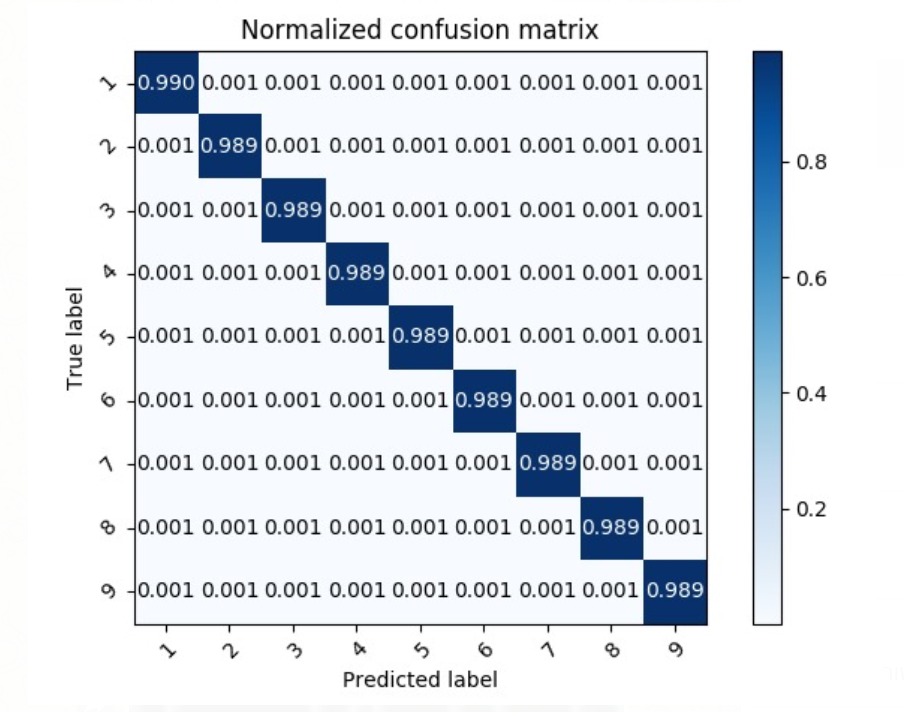 Normalized confusion matrix
1 0.990 0.001 0.001 0.001 0.001 0.001 0.001 0.001 0.001
2 0.001 0.989 0.001 0.001 0.001 0.001 0.001 0.001 0.001
3 0.001 0.001 0.989 0.001 0.001 0.001 0.001 0.001 0.001
4 0.001 0.001 0.001 0.989 0.001 0.001 0.001 0.001 0.001
5 0.001 0.001 0.001 0.001 0.989 0.001 0.001 0.001 0.001
6 0.001 0.001 0.001 0.001 0.001 0.989 0.001 0.001 0.001
7 0.001 0.001 0.001 0.001 0.001 0.001 0.989 0.001 0.001
8 0.001 0.001 0.001 0.001 0.001 0.001 0.001 0.989 0.001
9 0.001 0.001 0.001 0.001 0.001 0.001 0.001 0.001 0.989
1 2 3 4 5 6 7 8 9
Predicted label
True label
0.8
0.6
0.4
0.2